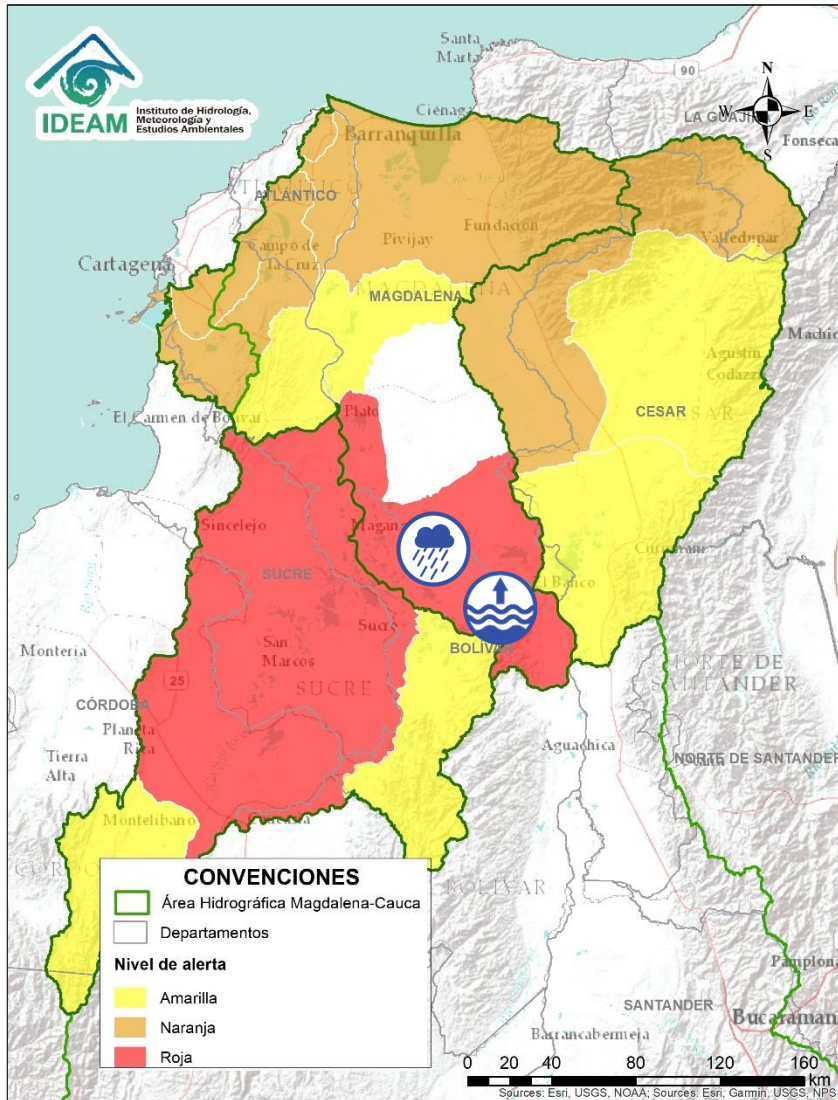 IDEAM
Instituto de Hidrología,
Meteorología y
Estudios Ambientales
Santa
Marta
90
N
W E
S
LA GUAJI
Fonseca
Ciénaga
Barranquilla
ATLÁNTICO
Campo de
la Cruz
Pivijay
Fundación
Valledupar
Cartagena
MAGDALENA
Agustín
Codazzi
CESAR
El Carmen de Bolívar
Plato
Sincelejo
Magangu
SUCRE
El Banco
Sucre
BOLÍVAR
San
Marcos
SUCRE
Montería
25
CÓRDOBA
Planeta
Rica
Tierra
Alta
NORTE DE
SANTANDER
Aguachica
NORTE DE SANTANDER
Montelibano
BOLÍVAR
CONVENCIONES
Área Hidrográfica Magdalena-Cauca
Departamentos
Nivel de alerta
Amarilla
Naranja
Roja
Pamplona
SANTANDER
Bucaraman
Barrancabermeja
0 20 40 80 120 160
km
Sources: Esri, USGS, NOAA; Sources: Esri, Garmin, USGS, NPS